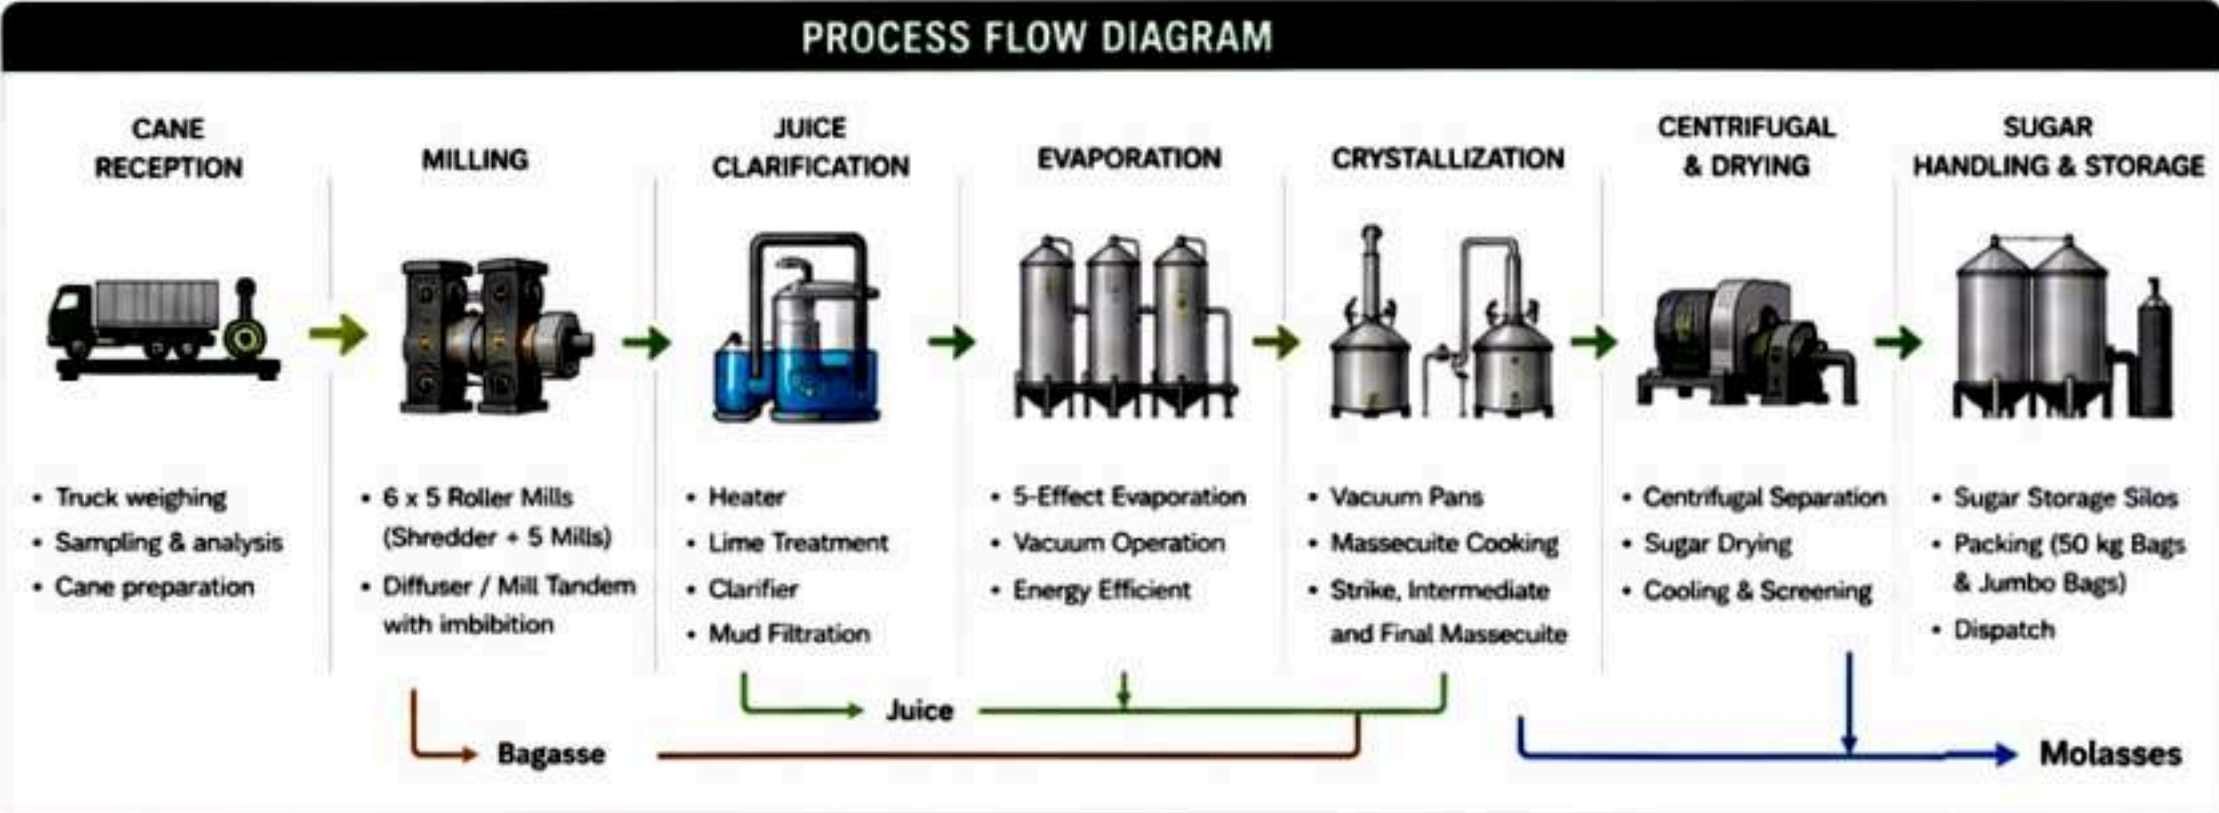 PROCESS FLOW DIAGRAM
CANE
RECEPTION
• Truck weighing
• Sampling & analysis
• Cane preparation
MILLING
• 6 x 5 Roller Mills
(Shredder + 5 Mills)
• Diffuser / Mill Tandem
with imbibition
JUICE
CLARIFICATION
• Heater
• Lime Treatment
• Clarifier
• Mud Filtration
EVAPORATION
• 5-Effect Evaporation
• Vacuum Operation
• Energy Efficient
CRYSTALLIZATION
• Vacuum Pans
• Massecuite Cooking
• Strike, Intermediate
and Final Massecuite
CENTRIFUGAL
& DRYING
• Centrifugal Separation
• Sugar Drying
• Cooling & Screening
SUGAR
HANDLING & STORAGE
• Sugar Storage Silos
• Packing (50 kg Bags
& Jumbo Bags)
• Dispatch
Juice
Bagasse
Molasses